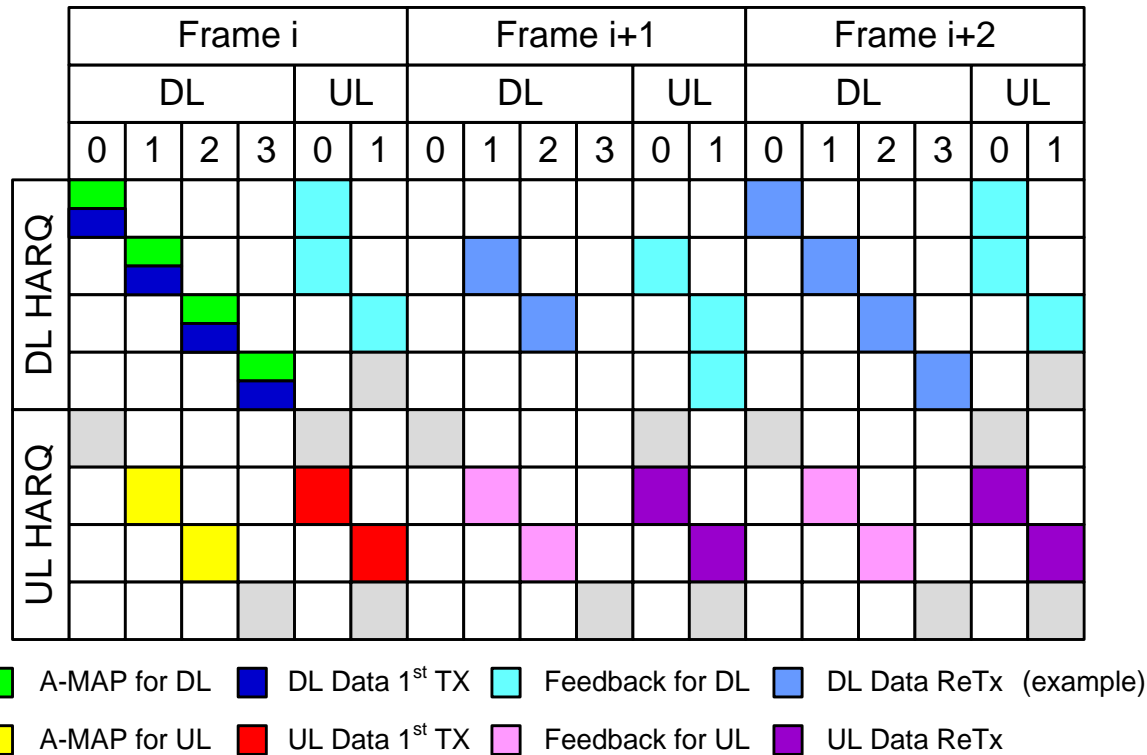 Frame i Frame i+1 Frame i+2
DL UL DL UL DL UL
0 1 2 3 0 1 0 1 2 3 0 1 0 1 2 3 0 1
DL HARQ
UL HARQ
A-MAP for DL DL Data 1st TX Feedback for DL DL Data ReTx (example)
A-MAP for UL UL Data 1st TX Feedback for UL UL Data ReTx